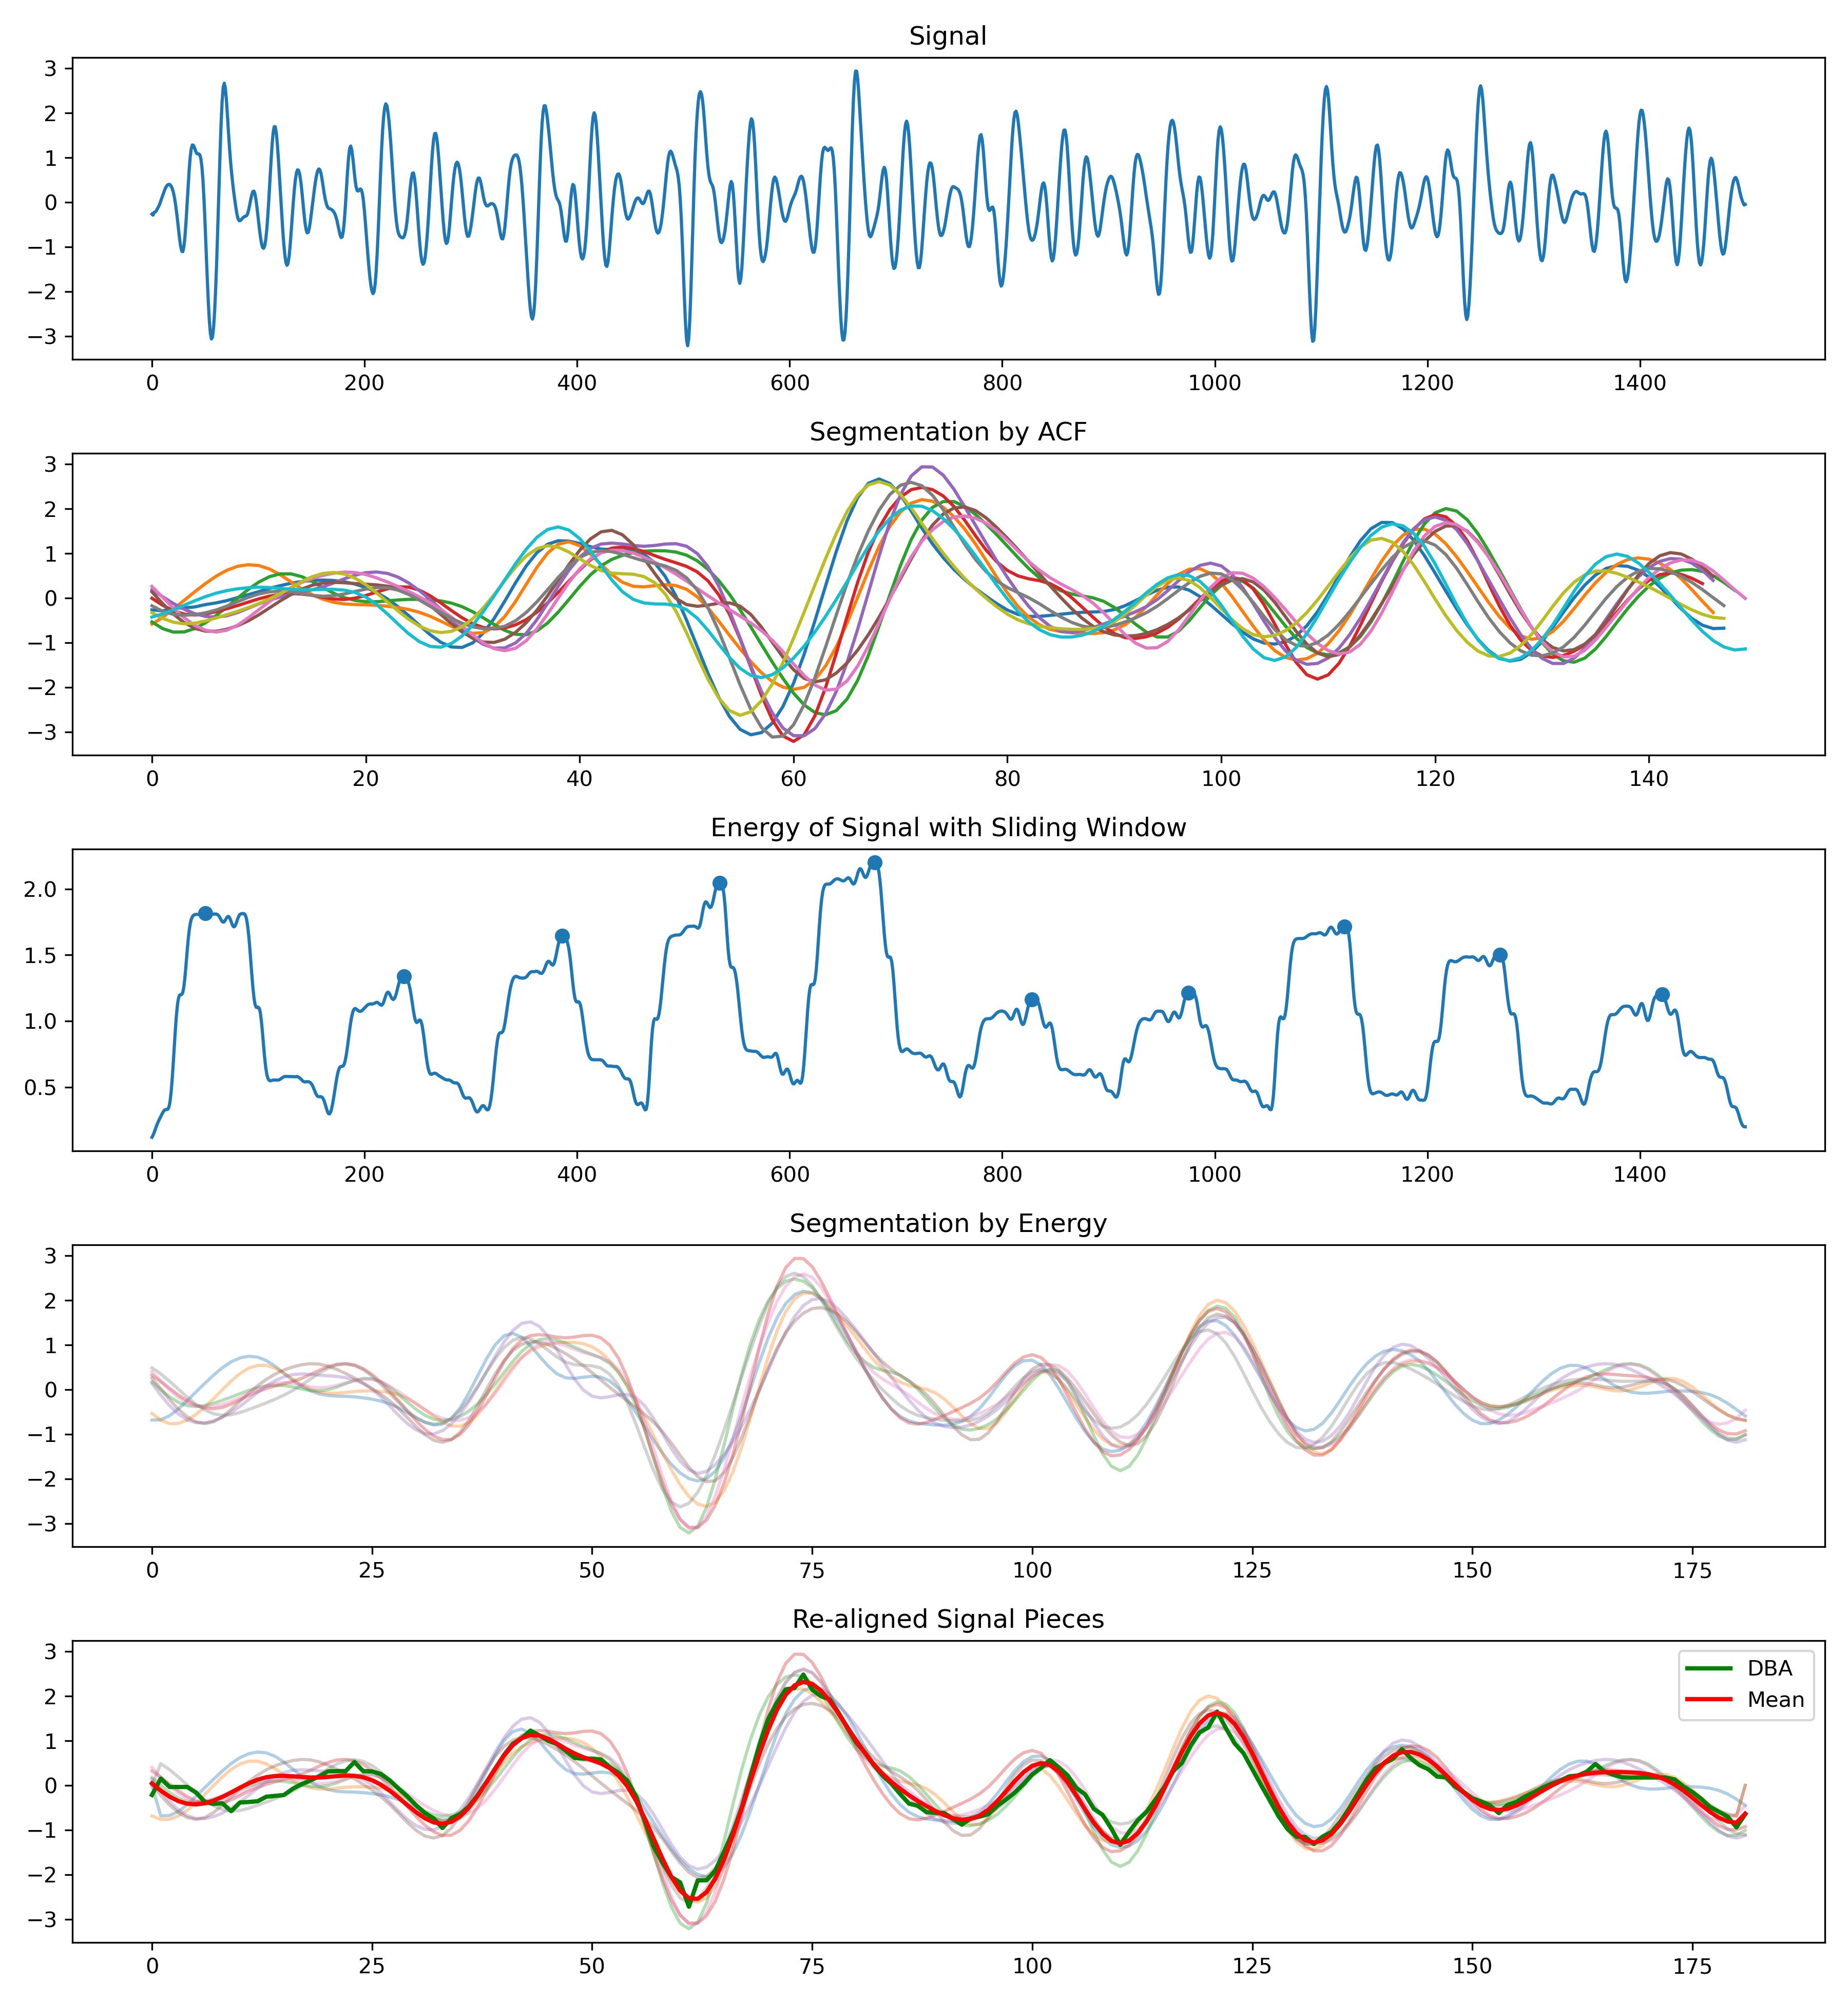 Signal
3
2
1
0
−1
−2
−3
0 200 400 600 800 1000 1200 1400
Segmentation by ACF
3
2
1
0
−1
−2
−3
0 20 40 60 80 100 120 140
Energy of Signal with Sliding Window
2.0
1.5
1.0
0.5
0 200 400 600 800 1000 1200 1400
Segmentation by Energy
3
2
1
0
−1
−2
−3
0 25 50 75 100 125 150 175
Re-aligned Signal Pieces
3
2
1
0
−1
−2
−3
DBA
Mean
0 25 50 75 100 125 150 175